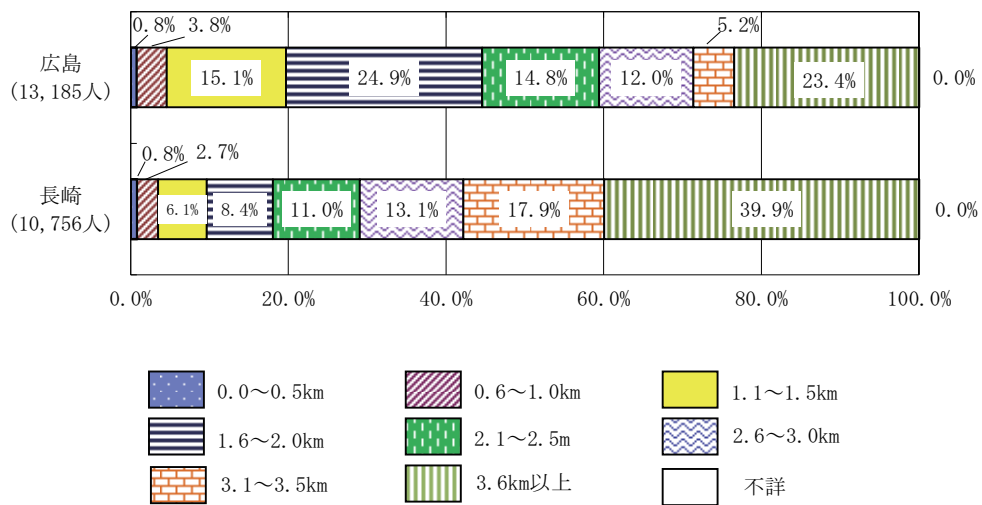 0.8% 3.8% 5.2%
広島
(13,185人)
15.1% 24.9% 14.8% 12.0% 23.4% 0.0%
0.8% 2.7%
長崎
(10,756人)
6.1% 8.4% 11.0% 13.1% 17.9% 39.9% 0.0%
0.0% 20.0% 40.0% 60.0% 80.0% 100.0%
0.0～0.5km 0.6～1.0km 1.1～1.5km
1.6～2.0km 2.1～2.5m 2.6～3.0km
3.1～3.5km 3.6km以上 不詳